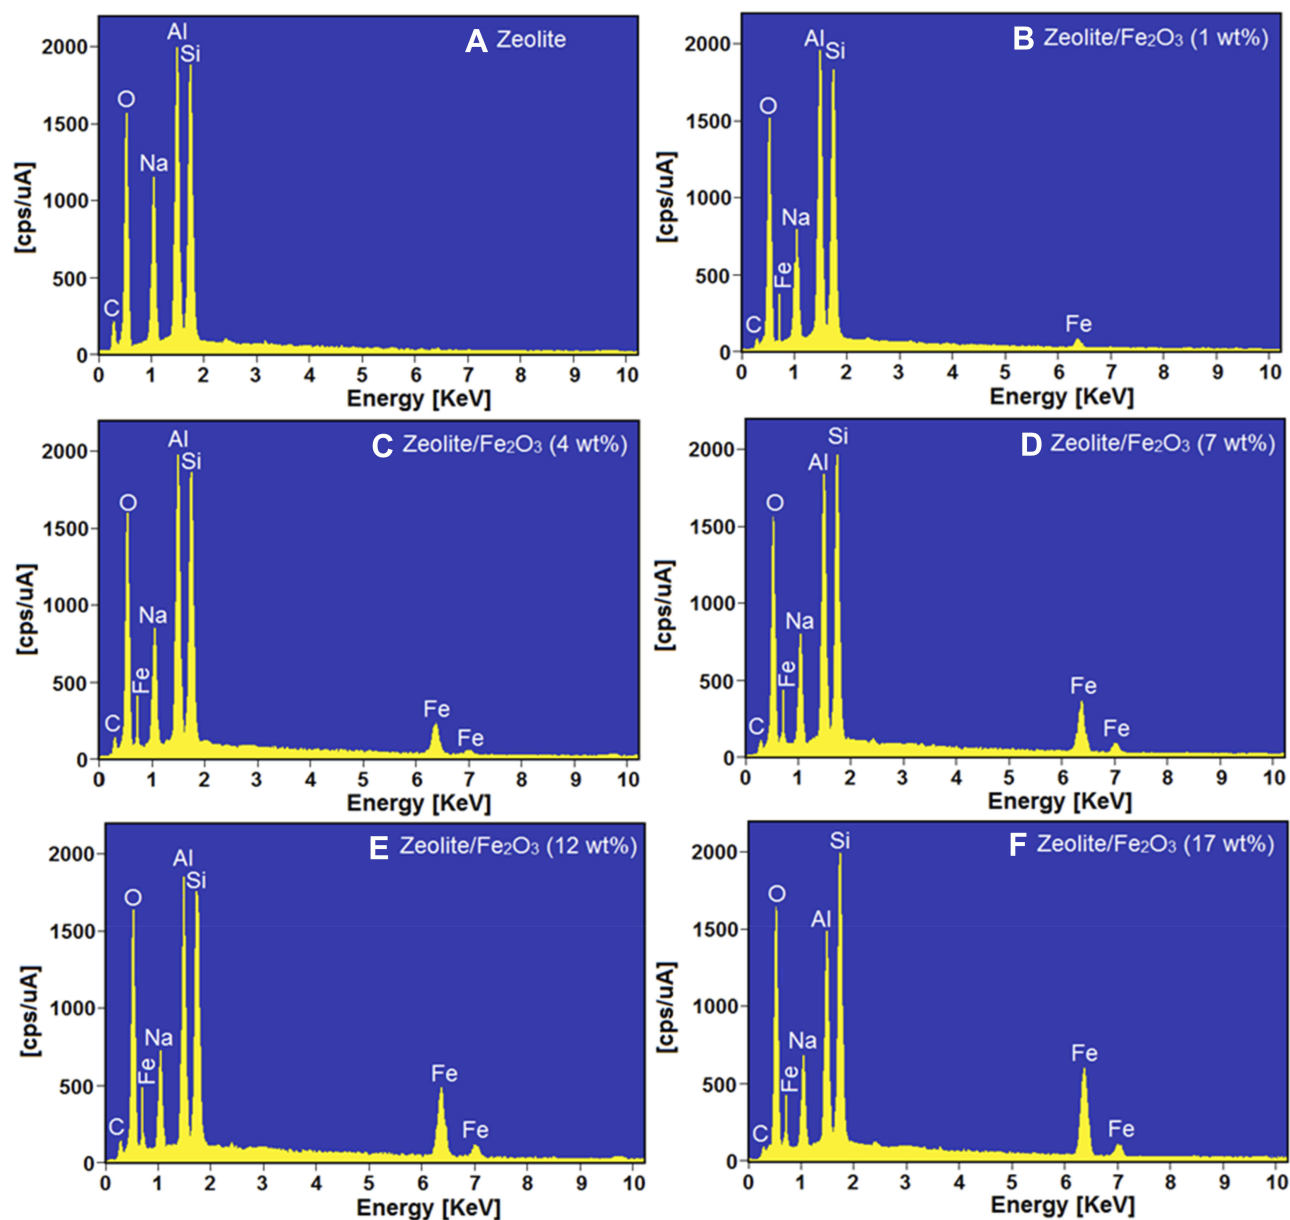 A Zeolite
Al
Si
O
Na
C
2000
1500
1000
500
0
[cps/uA]
0 1 2 3 4 5 6 7 8 9 10
Energy [KeV]
B Zeolite/Fe₂O₃ (1 wt%)
Al
Si
O
Na
Fe
C
Fe
2000
1500
1000
500
0
[cps/uA]
0 1 2 3 4 5 6 7 8 9 10
Energy [KeV]
C Zeolite/Fe₂O₃ (4 wt%)
Al
Si
O
Na
Fe
C
Fe
Fe
2000
1500
1000
500
0
[cps/uA]
0 1 2 3 4 5 6 7 8 9 10
Energy [KeV]
D Zeolite/Fe₂O₃ (7 wt%)
Si
Al
O
Na
Fe
C
Fe
Fe
2000
1500
1000
500
0
[cps/uA]
0 1 2 3 4 5 6 7 8 9 10
Energy [KeV]
E Zeolite/Fe₂O₃ (12 wt%)
Al
Si
O
Na
Fe
C
Fe
Fe
2000
1500
1000
500
0
[cps/uA]
0 1 2 3 4 5 6 7 8 9 10
Energy [KeV]
F Zeolite/Fe₂O₃ (17 wt%)
Si
O
Al
Na
Fe
C
Fe
Fe
2000
1500
1000
500
0
[cps/uA]
0 1 2 3 4 5 6 7 8 9 10
Energy [KeV]